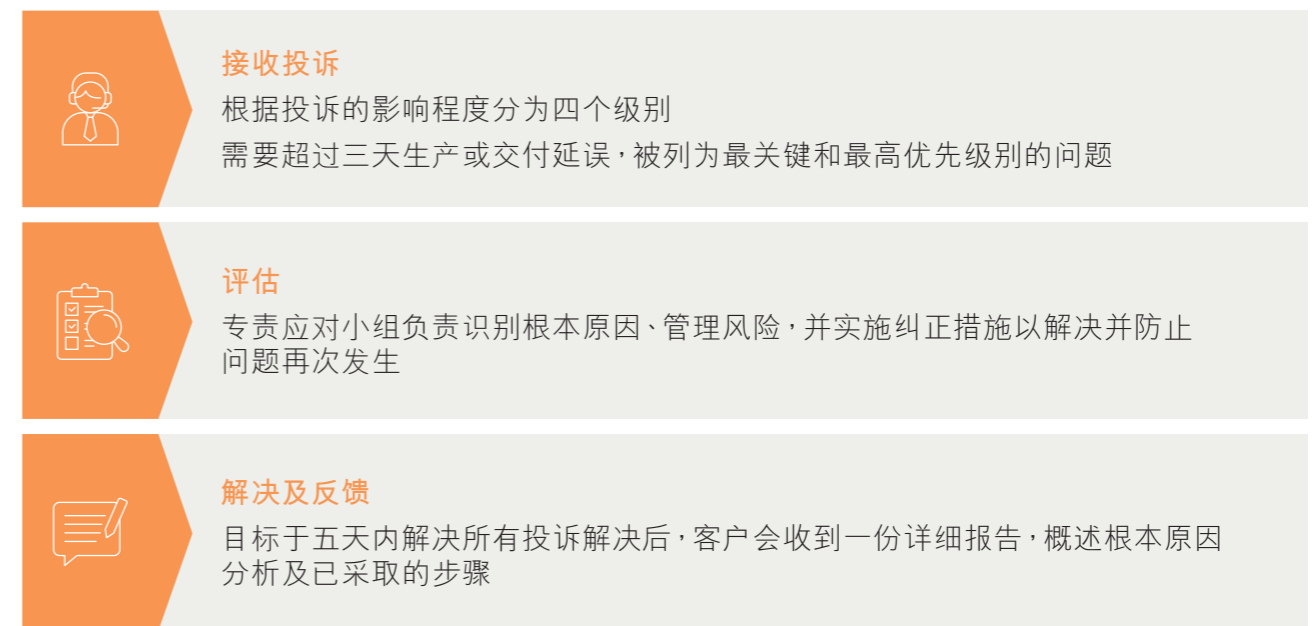 接收投诉
根据投诉的影响程度分为四个级别
需要超过三天生产或交付延误，被列为最关键和最高优先级别的问题
评估
专责应对小组负责识别根本原因、管理风险，并实施纠正措施以解决并防止
问题再次发生
解决及反馈
目标于五天内解决所有投诉解决后，客户会收到一份详细报告，概述根本原因
分析及已采取的步骤